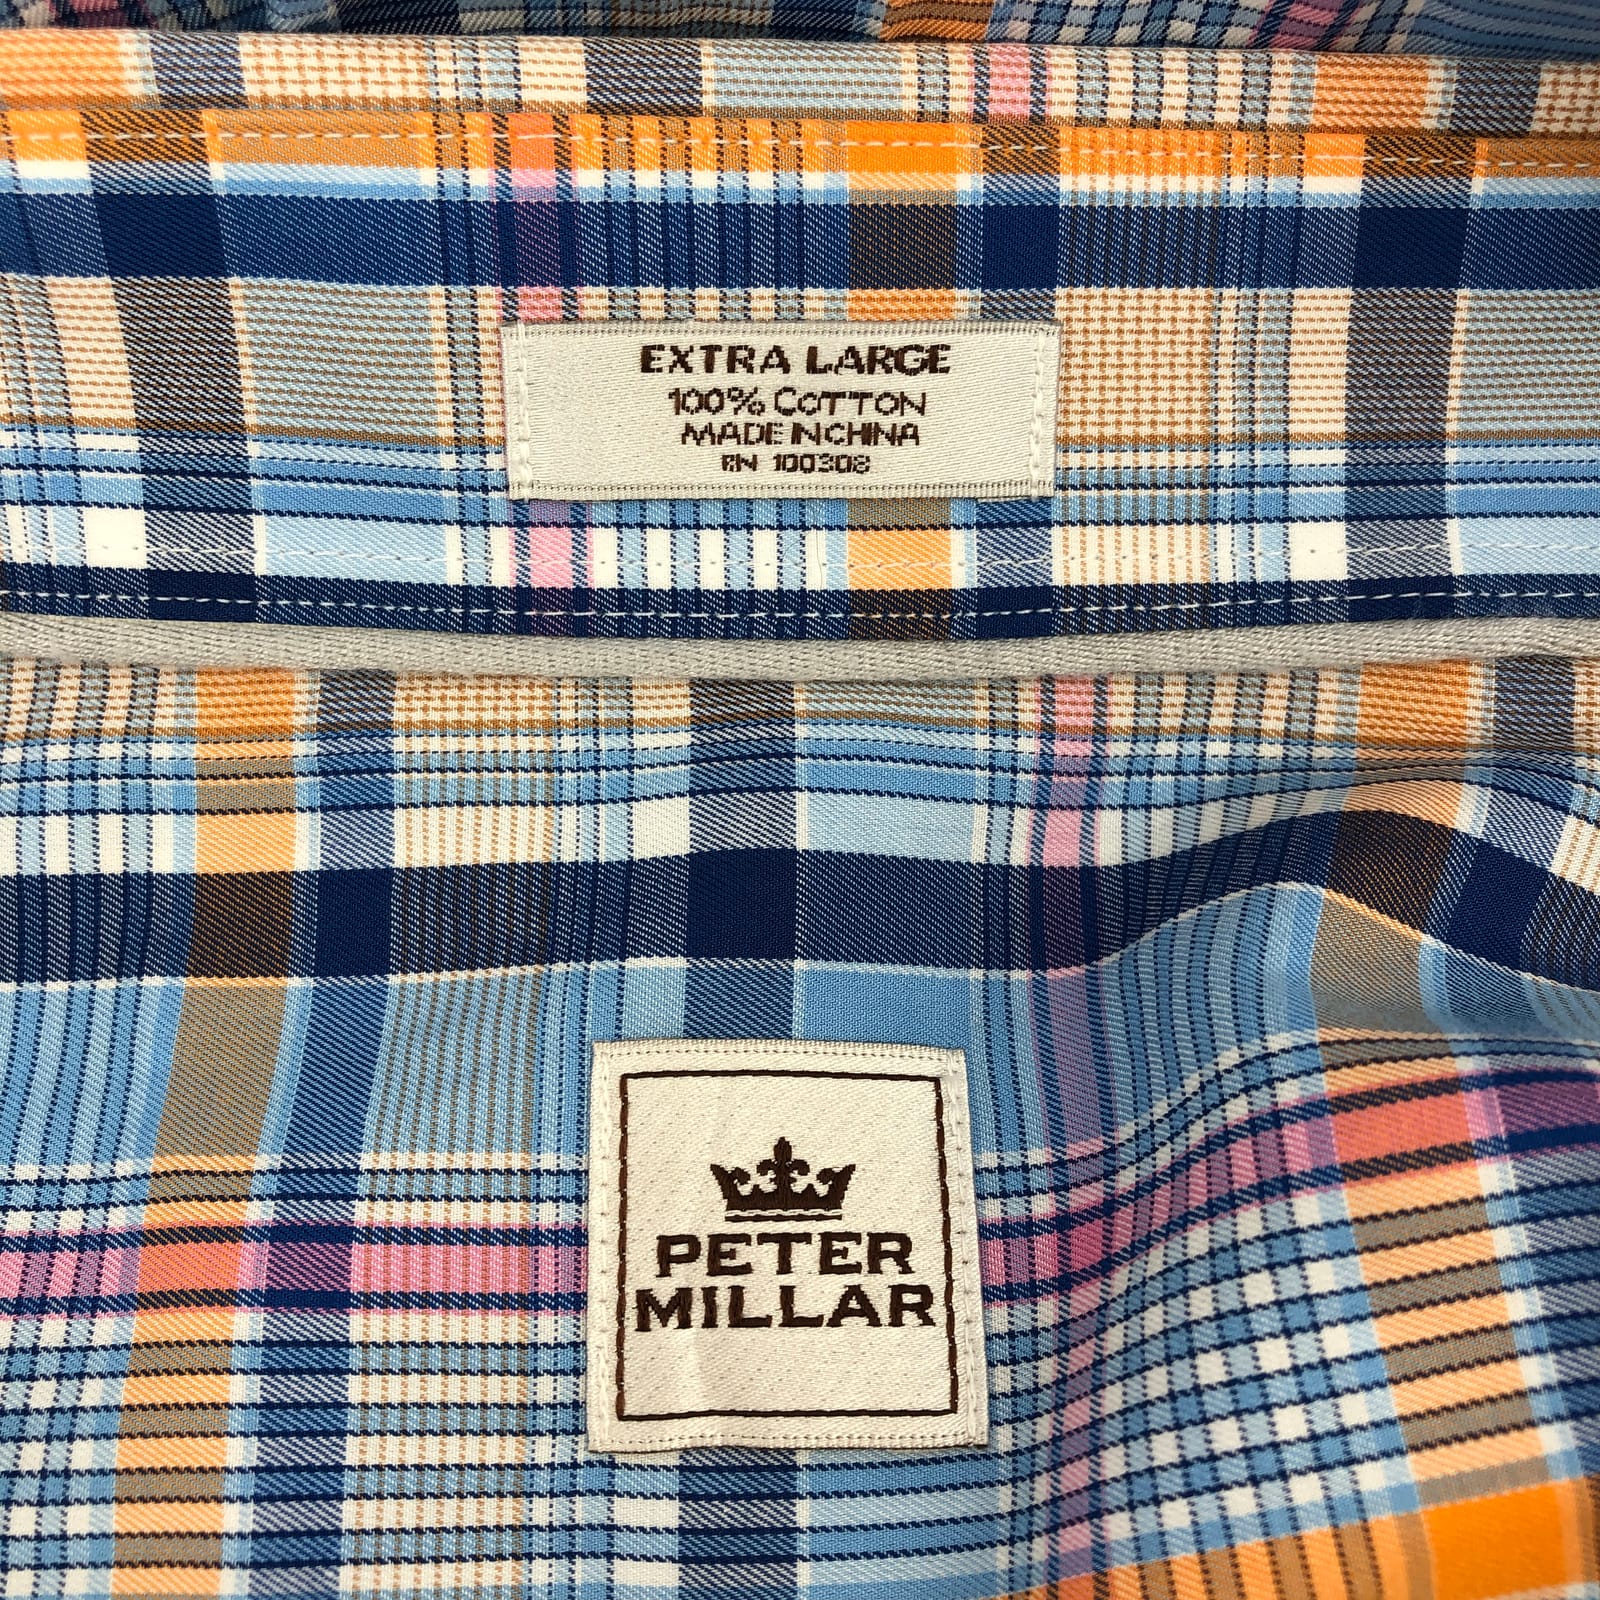 EXTRA LARGE
100% COTTON
MADE IN CHINA
RN 100308
PETER
MILLAR